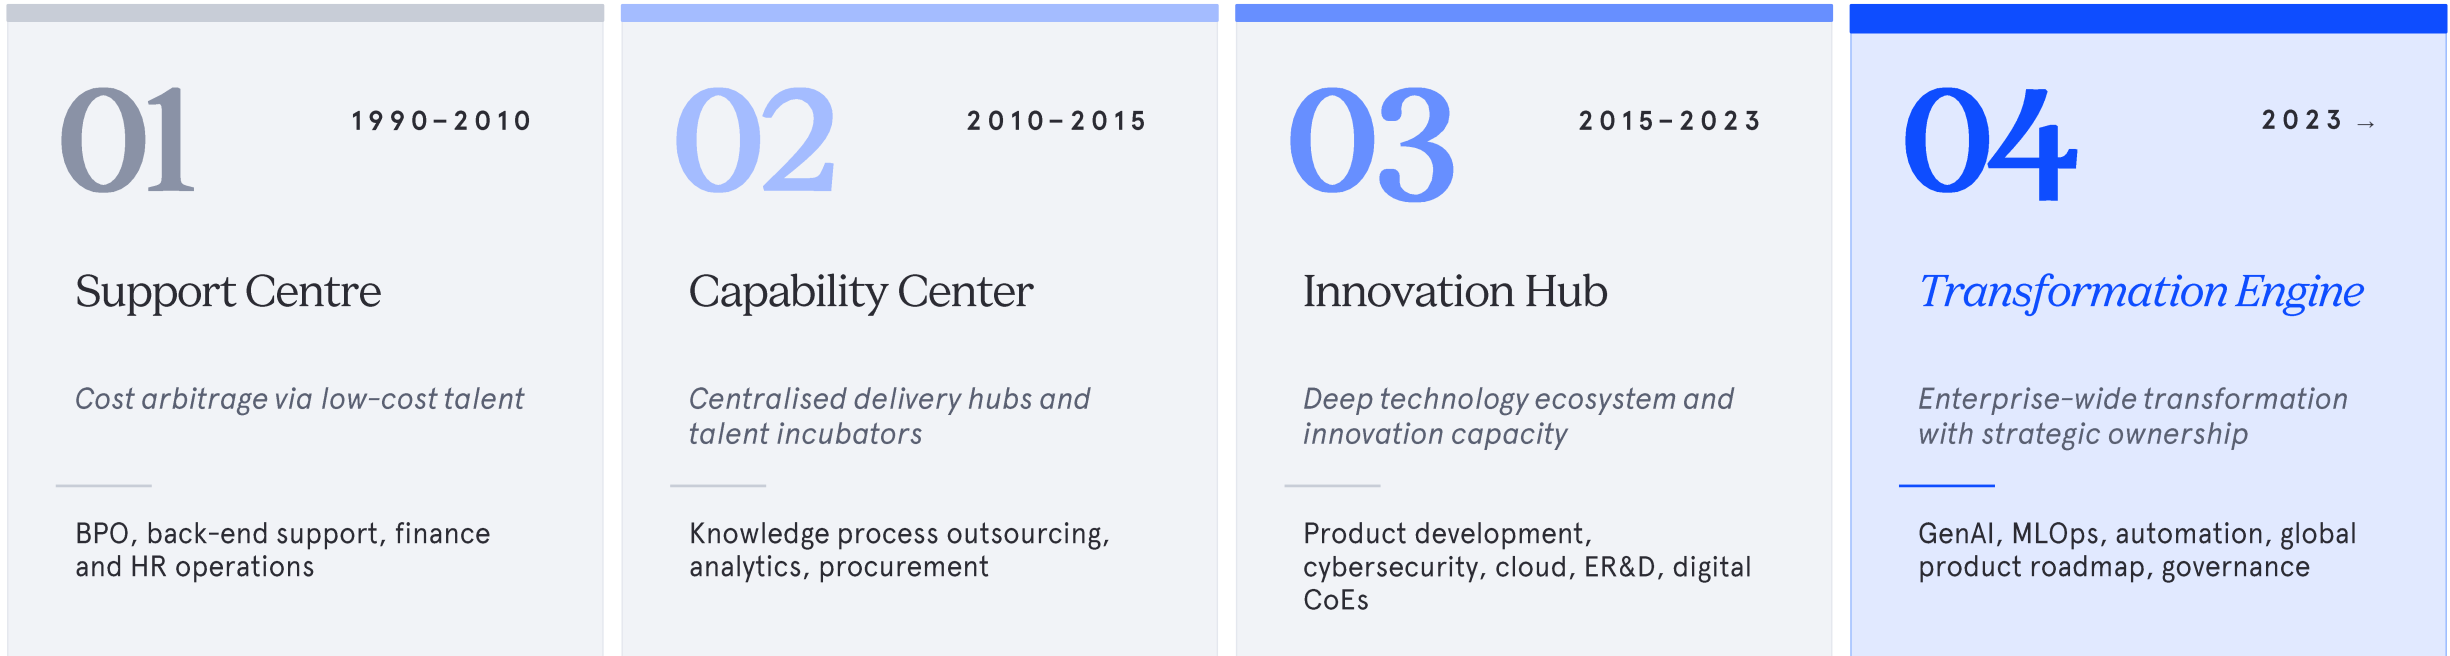 01
1990–2010
Support Centre
Cost arbitrage via low-cost talent
BPO, back-end support, finance
and HR operations
02
2010–2015
Capability Center
Centralised delivery hubs and
talent incubators
Knowledge process outsourcing,
analytics, procurement
03
2015–2023
Innovation Hub
Deep technology ecosystem and
innovation capacity
Product development,
cybersecurity, cloud, ER&D, digital
CoEs
04
2023 →
Transformation Engine
Enterprise-wide transformation
with strategic ownership
GenAI, MLOps, automation, global
product roadmap, governance